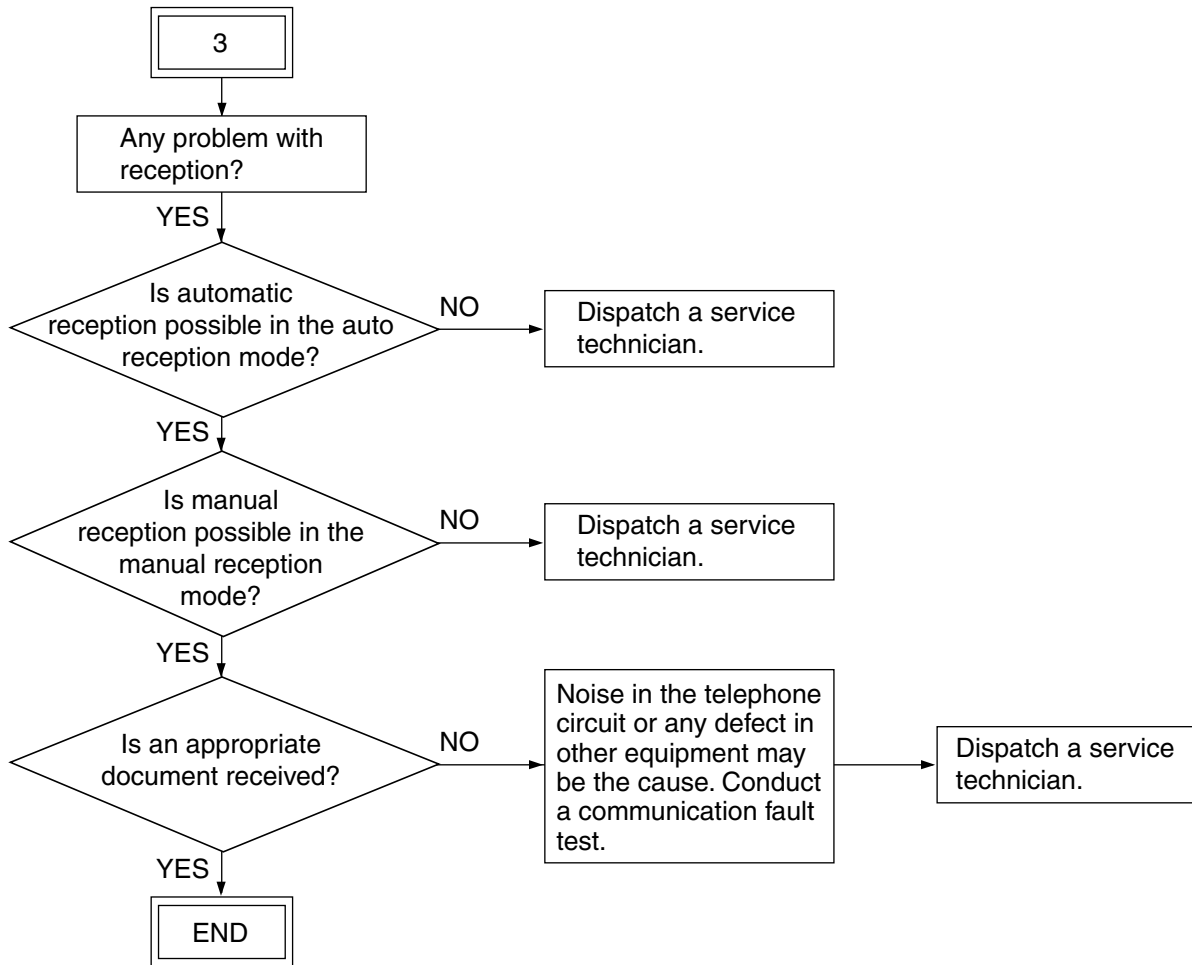 3
Any problem with
reception?
YES
Is automatic
reception possible in the auto
reception mode?
NO
Dispatch a service
technician.
YES
Is manual
reception possible in the
manual reception
mode?
NO
Dispatch a service
technician.
YES
Is an appropriate
document received?
NO
Noise in the telephone
circuit or any defect in
other equipment may
be the cause. Conduct
a communication fault
test.
Dispatch a service
technician.
YES
END